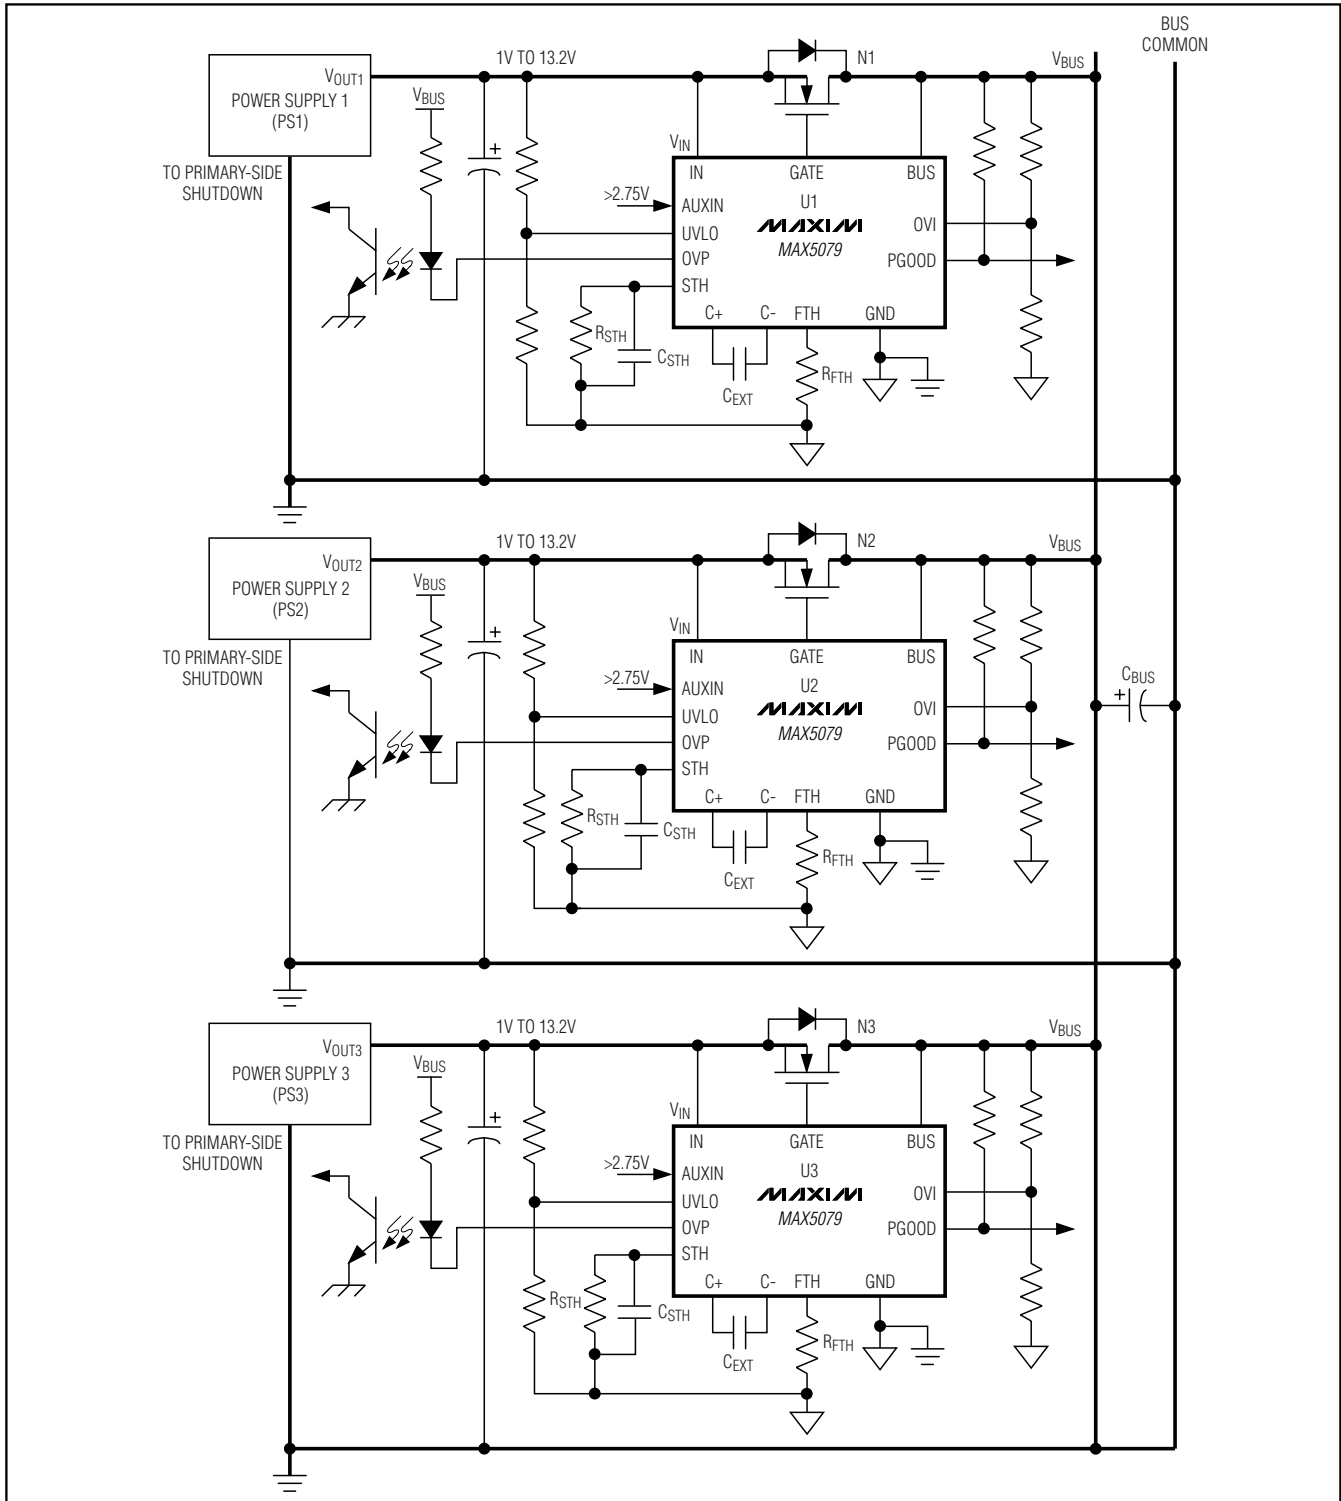 BUS
COMMON
1V TO 13.2V
N1
VBUS
VOUT1
POWER SUPPLY 1
(PS1)
VBUS
TO PRIMARY-SIDE
SHUTDOWN
VIN
IN
GATE
BUS
>2.75V
AUXIN
U1
MAXIM
MAX5079
UVLO
OVI
OVP
PGOOD
STH
C+
C-
FTH
GND
RSTH
CSTH
CEXT
RFTH
+
1V TO 13.2V
N2
VBUS
VOUT2
POWER SUPPLY 2
(PS2)
VBUS
TO PRIMARY-SIDE
SHUTDOWN
+
VIN
IN
GATE
BUS
>2.75V
AUXIN
U2
MAXIM
MAX5079
UVLO
OVI
OVP
PGOOD
STH
C+
C-
FTH
GND
RSTH
CSTH
CEXT
RFTH
CBUS
+
1V TO 13.2V
N3
VBUS
VOUT3
POWER SUPPLY 3
(PS3)
VBUS
TO PRIMARY-SIDE
SHUTDOWN
+
VIN
IN
GATE
BUS
>2.75V
AUXIN
U3
MAXIM
MAX5079
UVLO
OVI
OVP
PGOOD
STH
C+
C-
FTH
GND
RSTH
CSTH
CEXT
RFTH